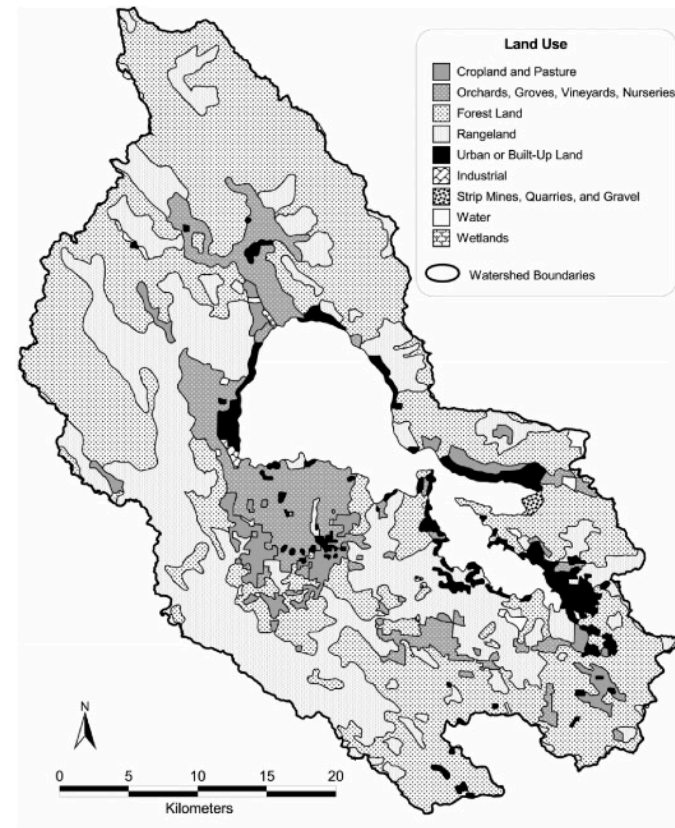 Land Use
Cropland and Pasture
Orchards, Groves, Vineyards, Nurseries
Forest Land
Rangeland
Urban or Built-Up Land
Industrial
Strip Mines, Quarries, and Gravel
Water
Wetlands
Watershed Boundaries
N
0 5 10 15 20
Kilometers